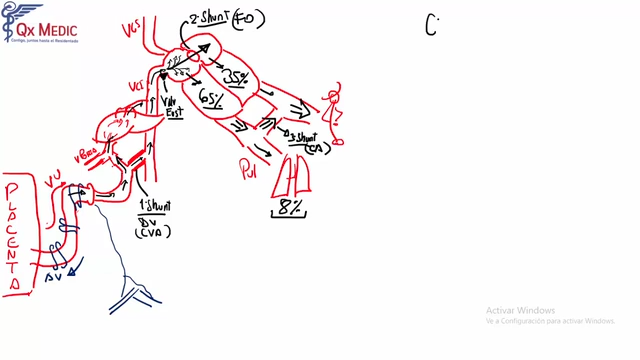 Qx MEDIC
Contigo, juntos hasta el Residentado
VCS
2·Shunt
(FO)
VCI
35%
65%
Valv
Eust
3·Shunt
(CA)
Pul
8%
1·Shunt
DV
(CVA)
VU
PLACENTA
C
Activar Windows
Ve a Configuración para activar Windows.